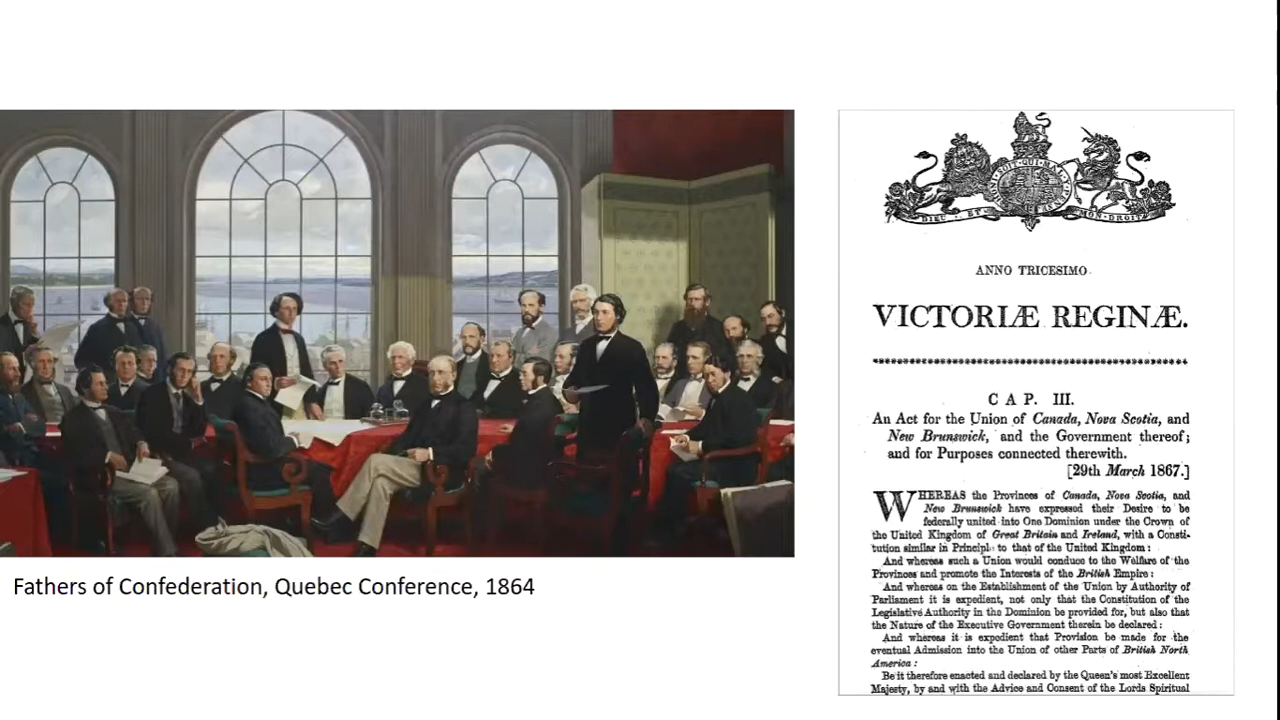 Fathers of Confederation, Quebec Conference, 1864
DIEU ET MON DROIT
ANNO TRICESIMO
VICTORIÆ REGINÆ.
CAP. III.
An Act for the Union of Canada, Nova Scotia, and
New Brunswick, and the Government thereof;
and for Purposes connected therewith.
[29th March 1867.]
WHEREAS the Provinces of Canada, Nova Scotia, and
New Brunswick have expressed their Desire to be
federally united into One Dominion under the Crown of
the United Kingdom of Great Britain and Ireland, with a Consti-
tution similar in Principle to that of the United Kingdom:
And whereas such a Union would conduce to the Welfare of the
Provinces and promote the Interests of the British Empire:
And whereas on the Establishment of the Union by Authority of
Parliament it is expedient, not only that the Constitution of the
Legislative Authority in the Dominion be provided for, but also that
the Nature of the Executive Government therein be declared:
And whereas it is expedient that Provision be made for the
eventual Admission into the Union of other Parts of British North
America:
Be it therefore enacted and declared by the Queen's most Excellent
Majesty, by and with the Advice and Consent of the Lords Spiritual